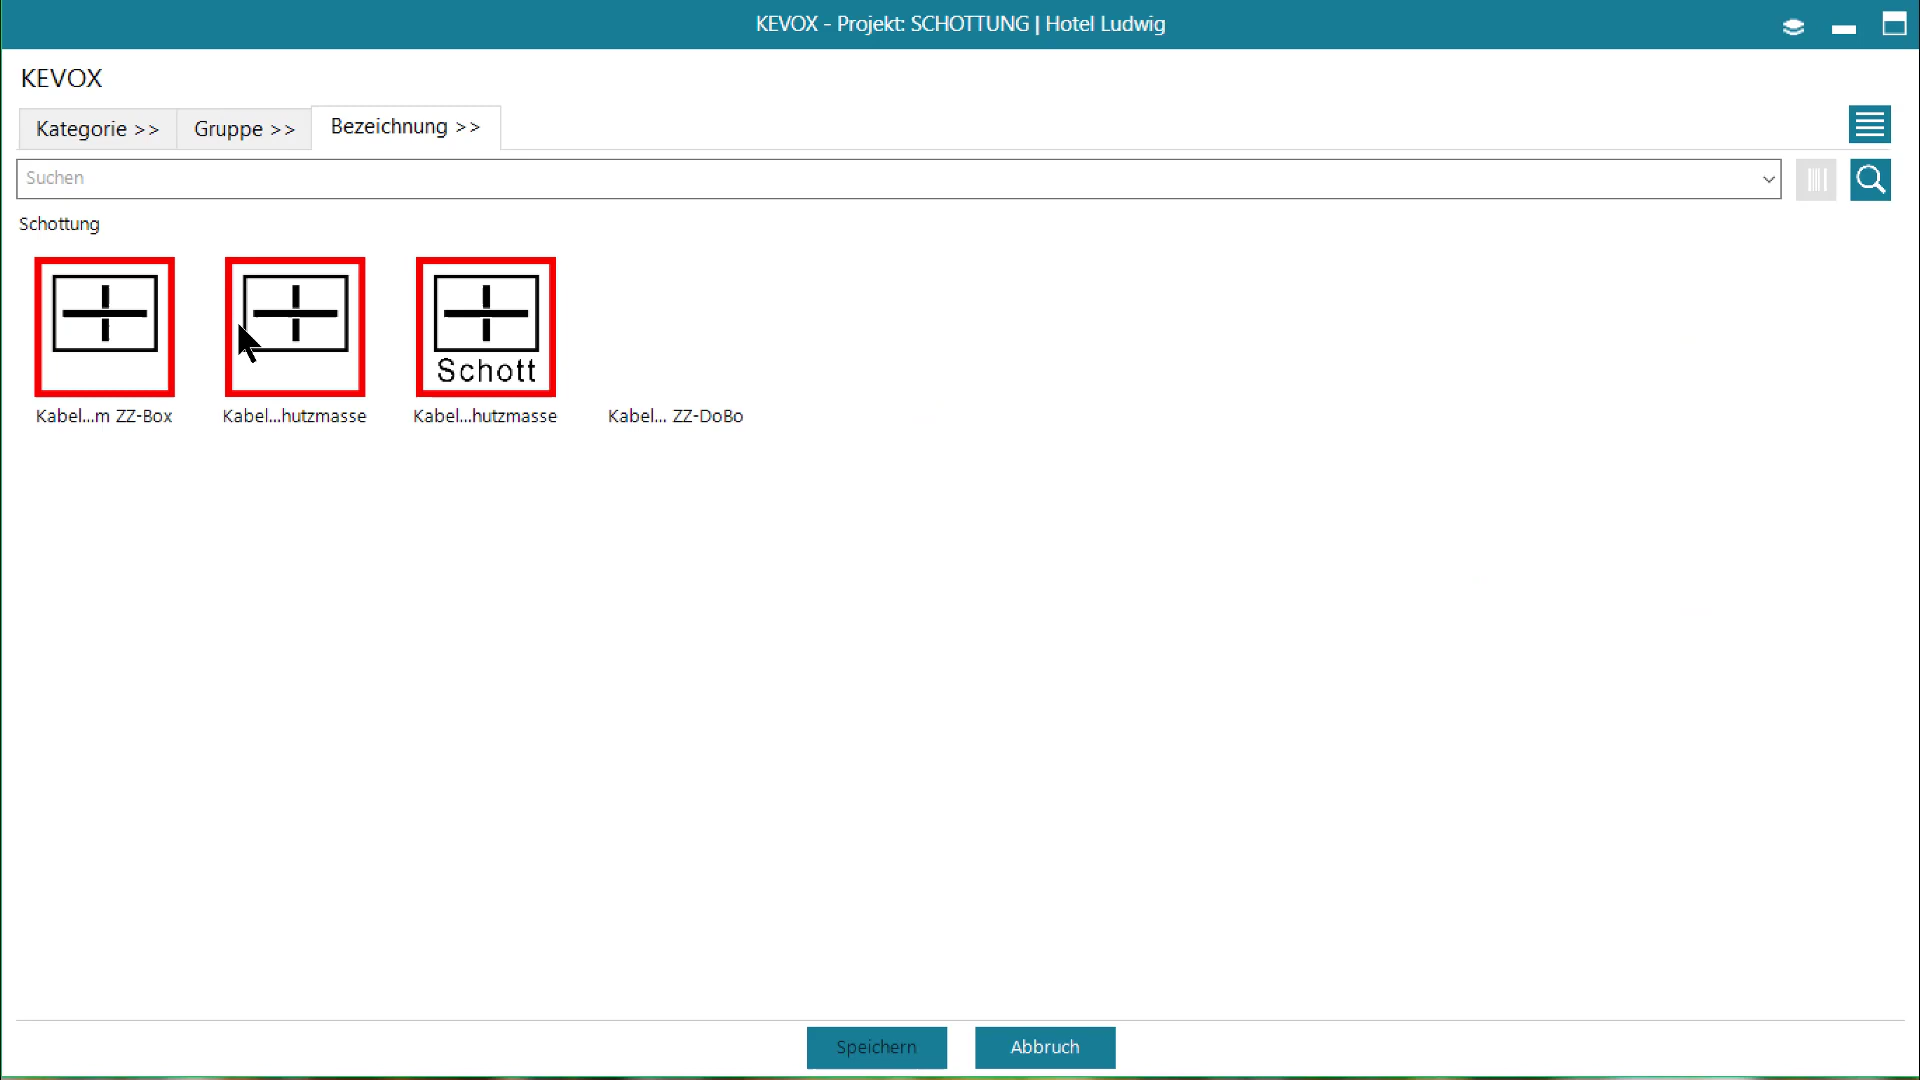 KEVOX - Projekt: SCHOTTUNG | Hotel Ludwig
KEVOX
Kategorie >> Gruppe >> Bezeichnung >>
Suchen
Schottung
Schott
Kabel...m ZZ-Box Kabel...hutzmasse Kabel...hutzmasse Kabel... ZZ-DoBo
Speichern Abbruch